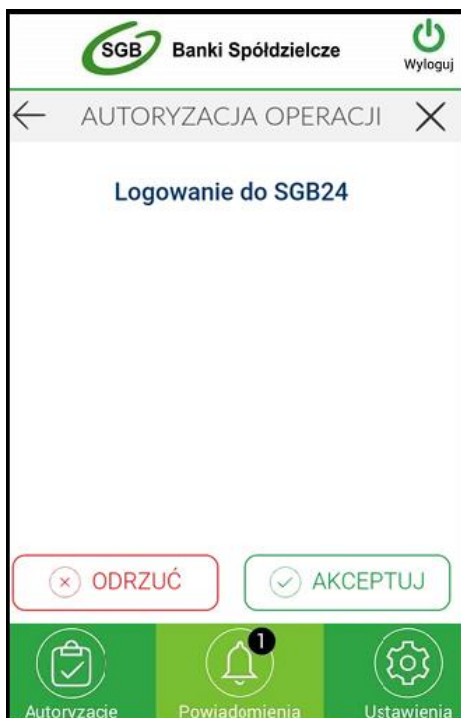 SGB Banki Spółdzielcze
Wyloguj
AUTORYZACJA OPERACJI
Logowanie do SGB24
ODRZUĆ
AKCEPTUJ
1
Autoryzacje Powiadomienia Ustawienia